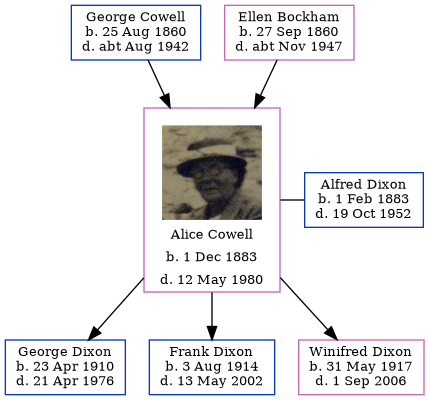 George Cowell
b. 25 Aug 1860
d. abt Aug 1942
Ellen Bockham
b. 27 Sep 1860
d. abt Nov 1947
Alice Cowell
b. 1 Dec 1883
d. 12 May 1980
Alfred Dixon
b. 1 Feb 1883
d. 19 Oct 1952
George Dixon
b. 23 Apr 1910
d. 21 Apr 1976
Frank Dixon
b. 3 Aug 1914
d. 13 May 2002
Winifred Dixon
b. 31 May 1917
d. 1 Sep 2006